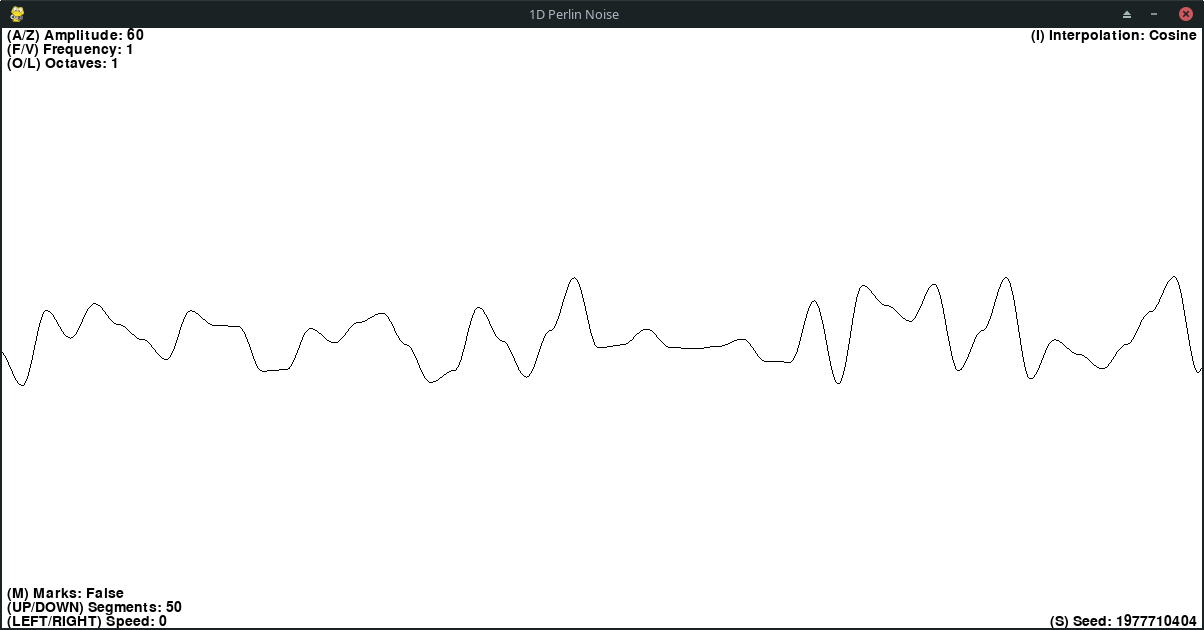 1D Perlin Noise
(A/Z) Amplitude: 60
(F/V) Frequency: 1
(O/L) Octaves: 1
(I) Interpolation: Cosine
(M) Marks: False
(UP/DOWN) Segments: 50
(LEFT/RIGHT) Speed: 0
(S) Seed: 1977710404